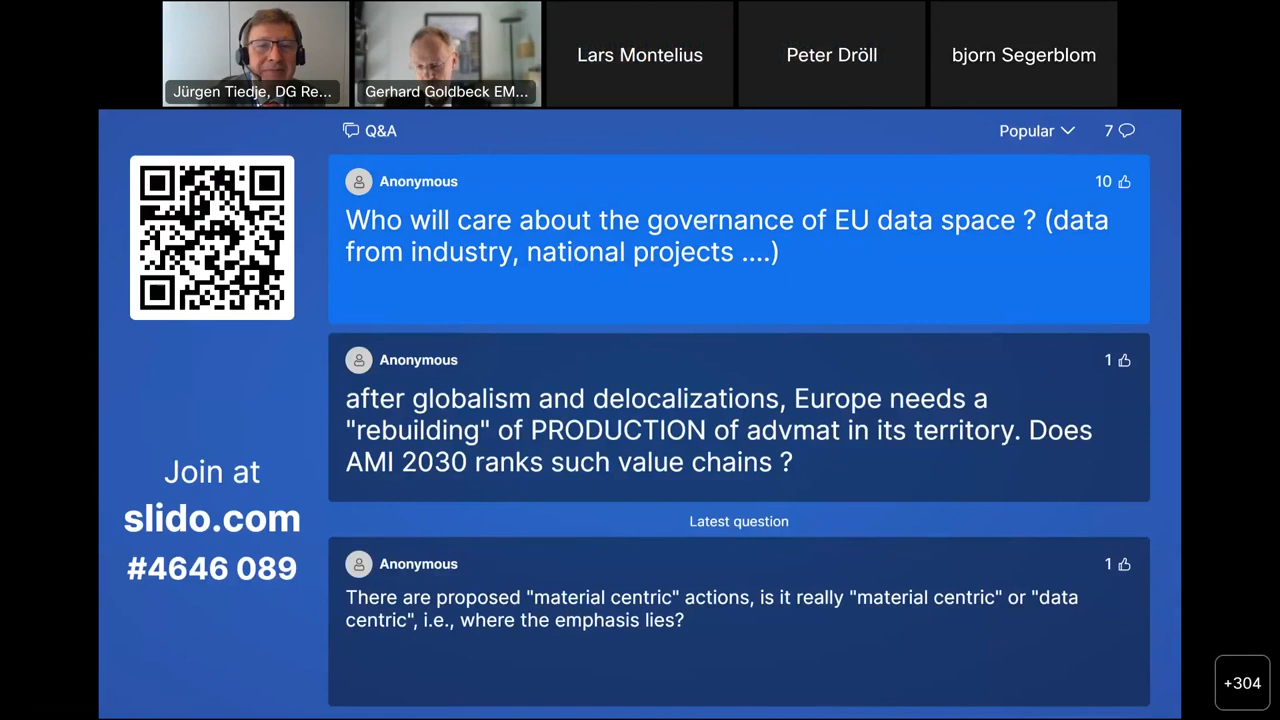 Jürgen Tiedje, DG Re...
Gerhard Goldbeck EM...
Lars Montelius
Peter Dröll
bjorn Segerblom
Q&A
Popular
7
Anonymous
10
Who will care about the governance of EU data space ? (data
from industry, national projects ....)
Anonymous
1
after globalism and delocalizations, Europe needs a
"rebuilding" of PRODUCTION of advmat in its territory. Does
AMI 2030 ranks such value chains ?
Join at
slido.com
#4646 089
Latest question
Anonymous
1
There are proposed "material centric" actions, is it really "material centric" or "data
centric", i.e., where the emphasis lies?
+304